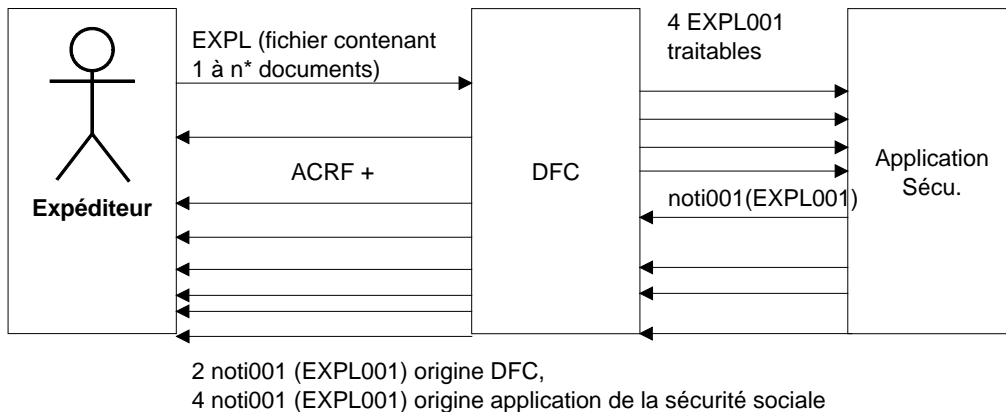 EXPL (fichier contenant
1 à n* documents)
4 EXPL001
traitables
Expéditeur
ACRF +
DFC
Application
Sécu.
noti001(EXPL001)
2 noti001 (EXPL001) origine DFC,
4 noti001 (EXPL001) origine application de la sécurité sociale